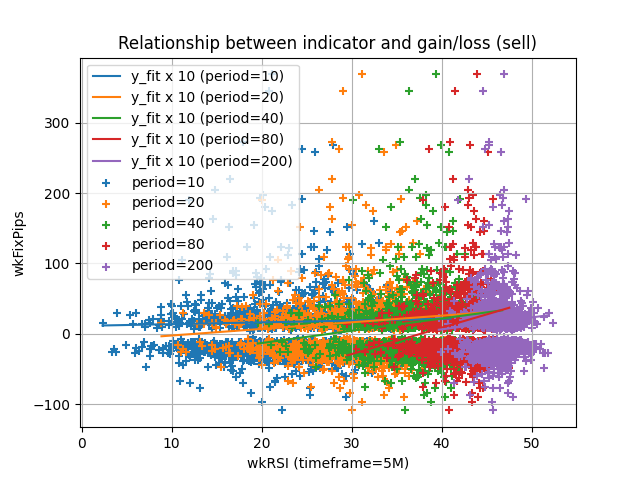 Relationship between indicator and gain/loss (sell)
y_fit x 10 (period=10)
y_fit x 10 (period=20)
y_fit x 10 (period=40)
y_fit x 10 (period=80)
y_fit x 10 (period=200)
period=10
period=20
period=40
period=80
period=200
wkFixPips
300
200
100
0
−100
0
10
20
30
40
50
wkRSI (timeframe=5M)